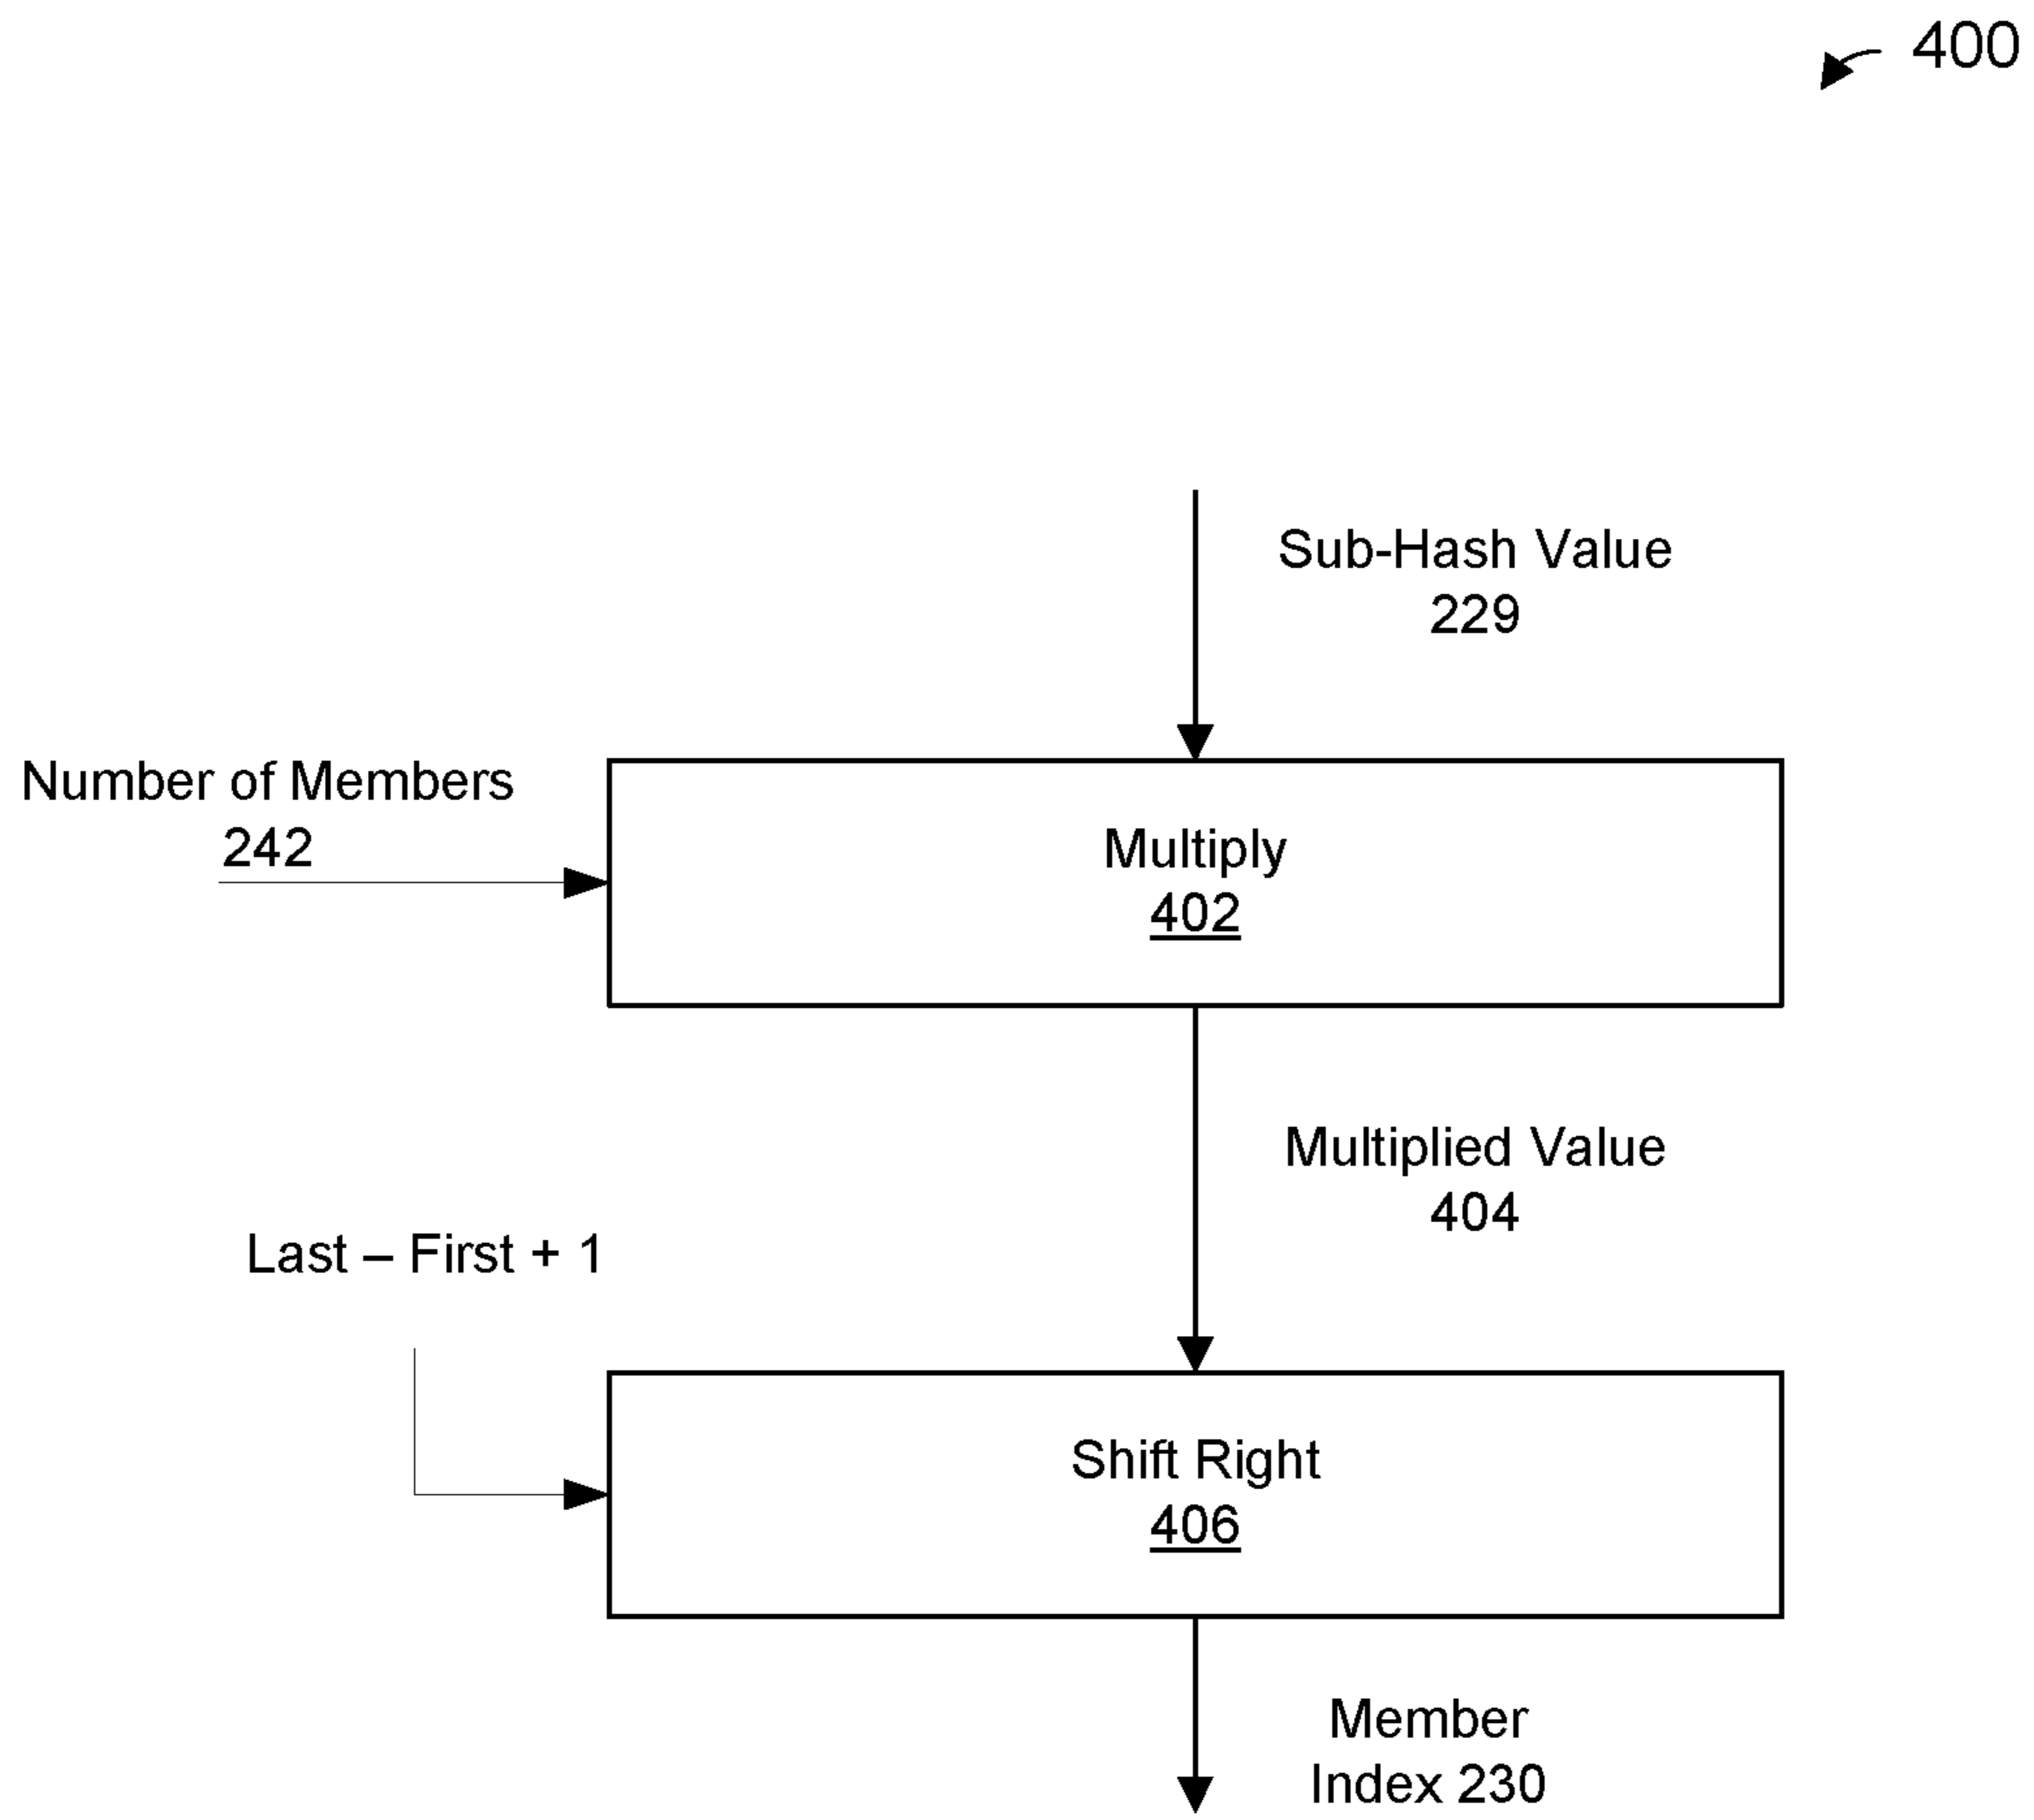 400
Sub-Hash Value
229
Number of Members
242
Multiply
402
Multiplied Value
404
Last – First + 1
Shift Right
406
Member
Index 230